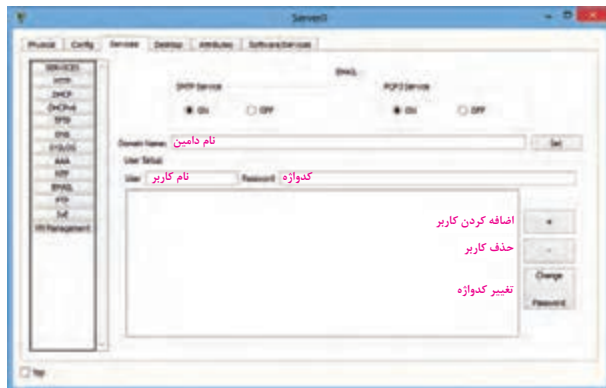 Server0
Physical Config Services Desktop Attributes Software/Services
SERVICES
HTTP
DHCP
DHCPv6
TFTP
DNS
SYSLOG
AAA
NTP
EMAIL
FTP
IoT
VM Management
EMAIL
SMTP Service
POP3 Service
ON OFF
ON OFF
Domain Name: نام دامین Set
User Setup
User نام کاربر Password کدواژه
اضافه کردن کاربر +
حذف کاربر -
تغییر کدواژه Change Password
Top